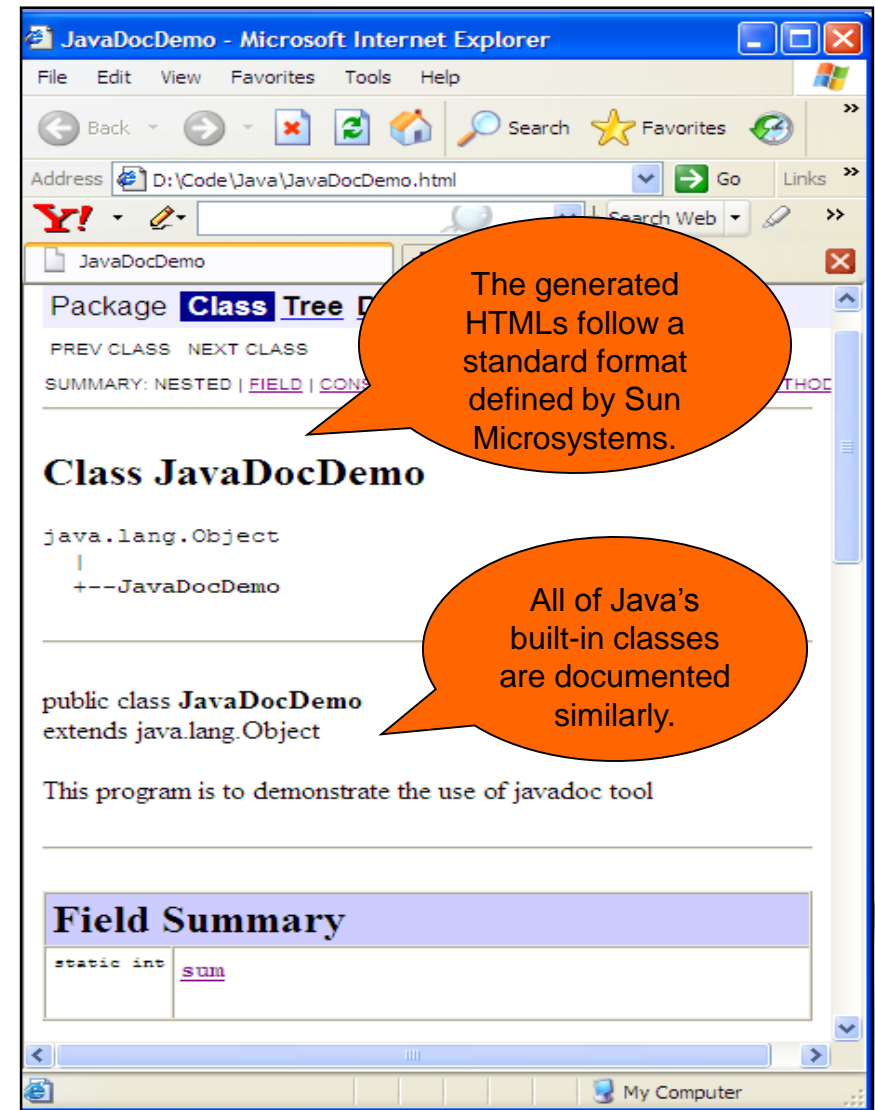 JavaDocDemo - Microsoft Internet Explorer
File Edit View Favorites Tools Help
Back Search Favorites »
Address D:\Code\Java\JavaDocDemo.html Go Links »
Y! Search Web »
JavaDocDemo
Package Class Tree
PREV CLASS NEXT CLASS
SUMMARY: NESTED | FIELD |
The generated
HTMLs follow a
standard format
defined by Sun
Microsystems.
Class JavaDocDemo
java.lang.Object
|
+--JavaDocDemo
All of Java's
built-in classes
are documented
similarly.
public class JavaDocDemo
extends java.lang.Object
This program is to demonstrate the use of javadoc tool
Field Summary
static int sum
My Computer